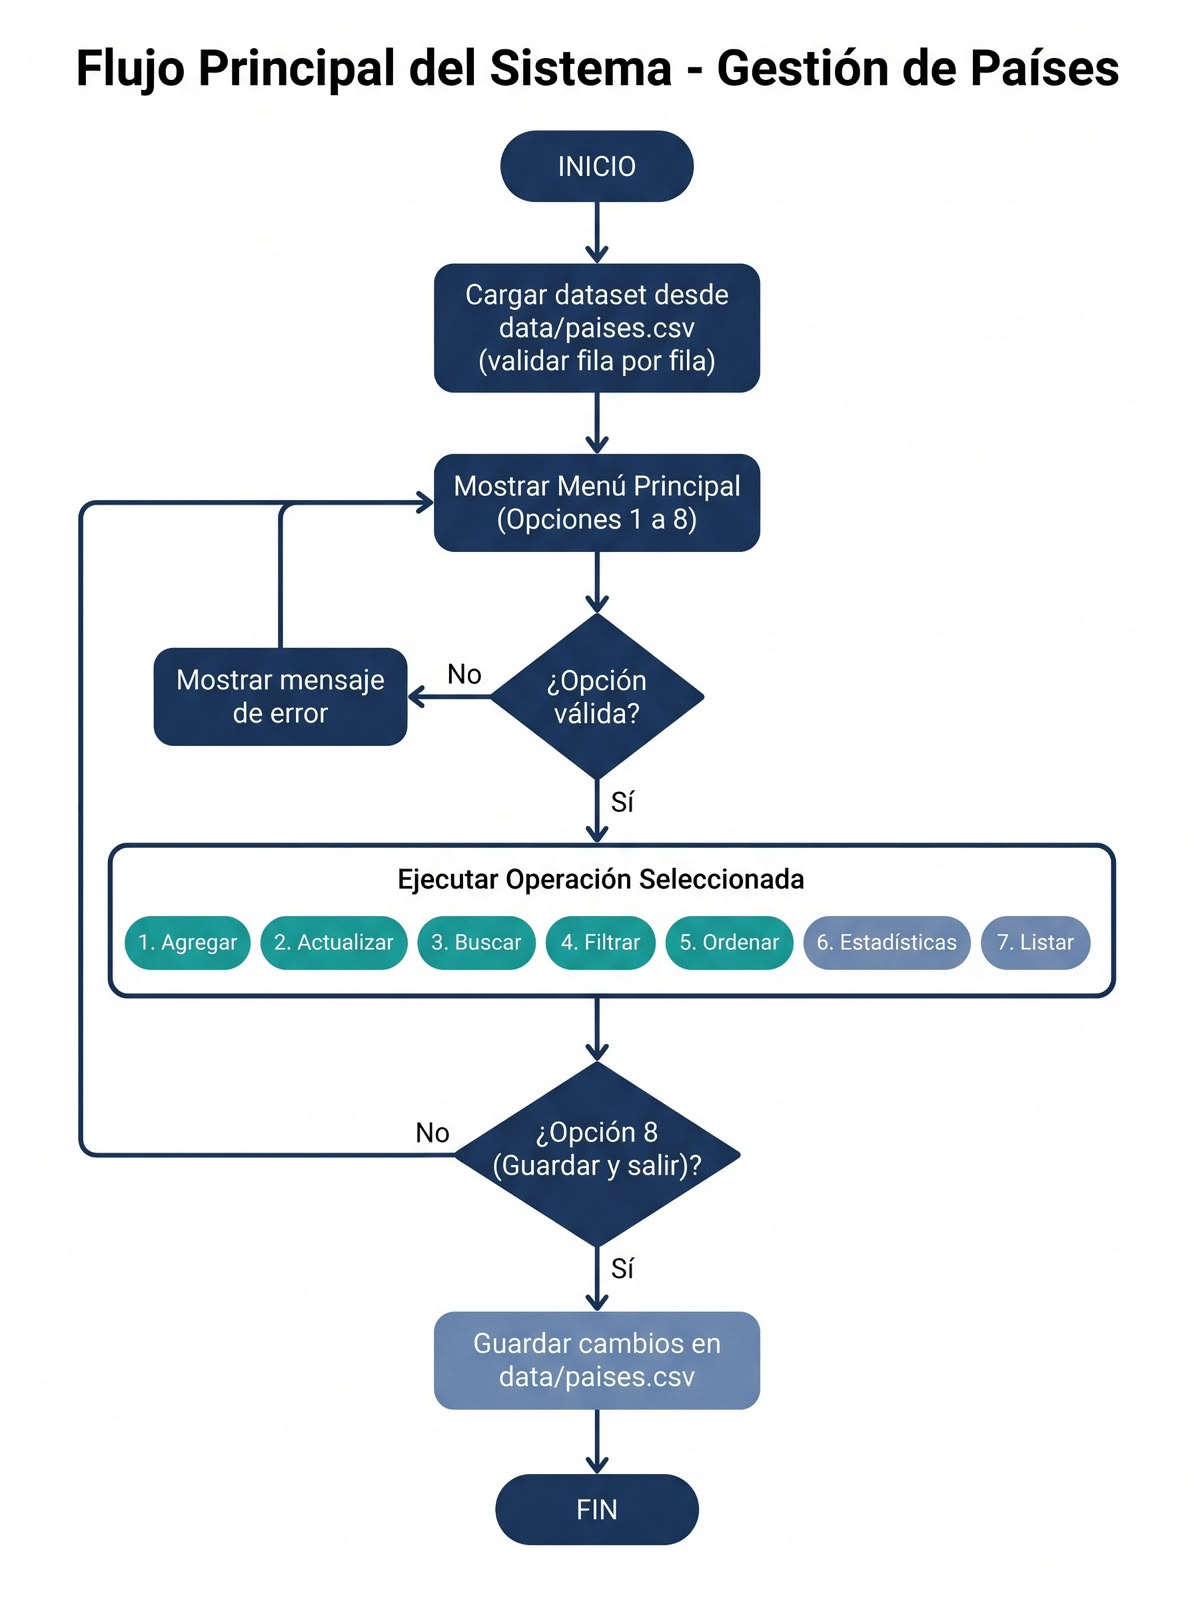 Flujo Principal del Sistema - Gestión de Países
INICIO
Cargar dataset desde
data/paises.csv
(validar fila por fila)
Mostrar Menú Principal
(Opciones 1 a 8)
¿Opción
válida?
No
Mostrar mensaje
de error
Sí
Ejecutar Operación Seleccionada
1. Agregar
2. Actualizar
3. Buscar
4. Filtrar
5. Ordenar
6. Estadísticas
7. Listar
¿Opción 8
(Guardar y salir)?
No
Sí
Guardar cambios en
data/paises.csv
FIN